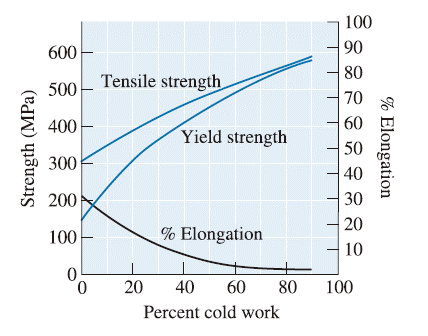 100
90
80
70
60
50
40
30
20
10
% Elongation
600
500
400
300
200
100
0
Strength (MPa)
Tensile strength
Yield strength
% Elongation
0 20 40 60 80 100
Percent cold work